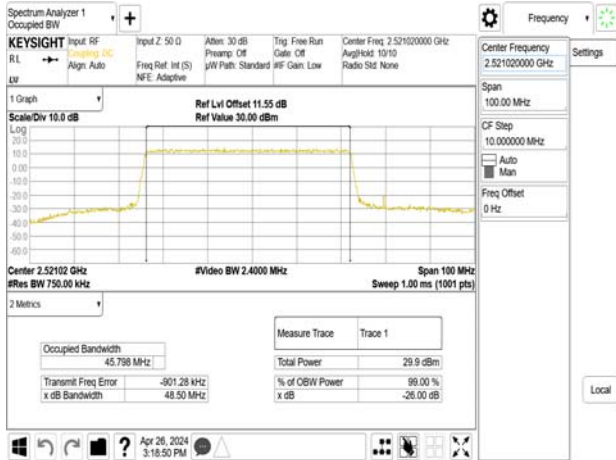 Spectrum Analyzer 1
Occupied BW
Frequency
KEYSIGHT
RL
Input: RF
Coupling: DC
Align: Auto
Input Z: 50 Ω
Freq Ref: Int (S)
NFE: Adaptive
Atten: 30 dB
Preamp: Off
µW Path: Standard
Trig: Free Run
Gate: Off
#IF Gain: Low
Center Freq: 2.521020000 GHz
Avg|Hold: 10/10
Radio Std: None
Center Frequency
2.521020000 GHz
Settings
Span
100.00 MHz
CF Step
10.000000 MHz
Auto
Man
Freq Offset
0 Hz
Local
1 Graph
Scale/Div 10.0 dB
Ref Lvl Offset 11.55 dB
Ref Value 30.00 dBm
Log
20.0
10.0
0.00
-10.0
-20.0
-30.0
-40.0
-50.0
-60.0
Center 2.52102 GHz
#Video BW 2.4000 MHz
Span 100 MHz
#Res BW 750.00 kHz
Sweep 1.00 ms (1001 pts)
2 Metrics
Measure Trace
Trace 1
Occupied Bandwidth
45.798 MHz
Total Power
29.9 dBm
Transmit Freq Error
-901.28 kHz
% of OBW Power
99.00 %
x dB Bandwidth
48.50 MHz
x dB
-26.00 dB
?
Apr 26, 2024
3:18:50 PM